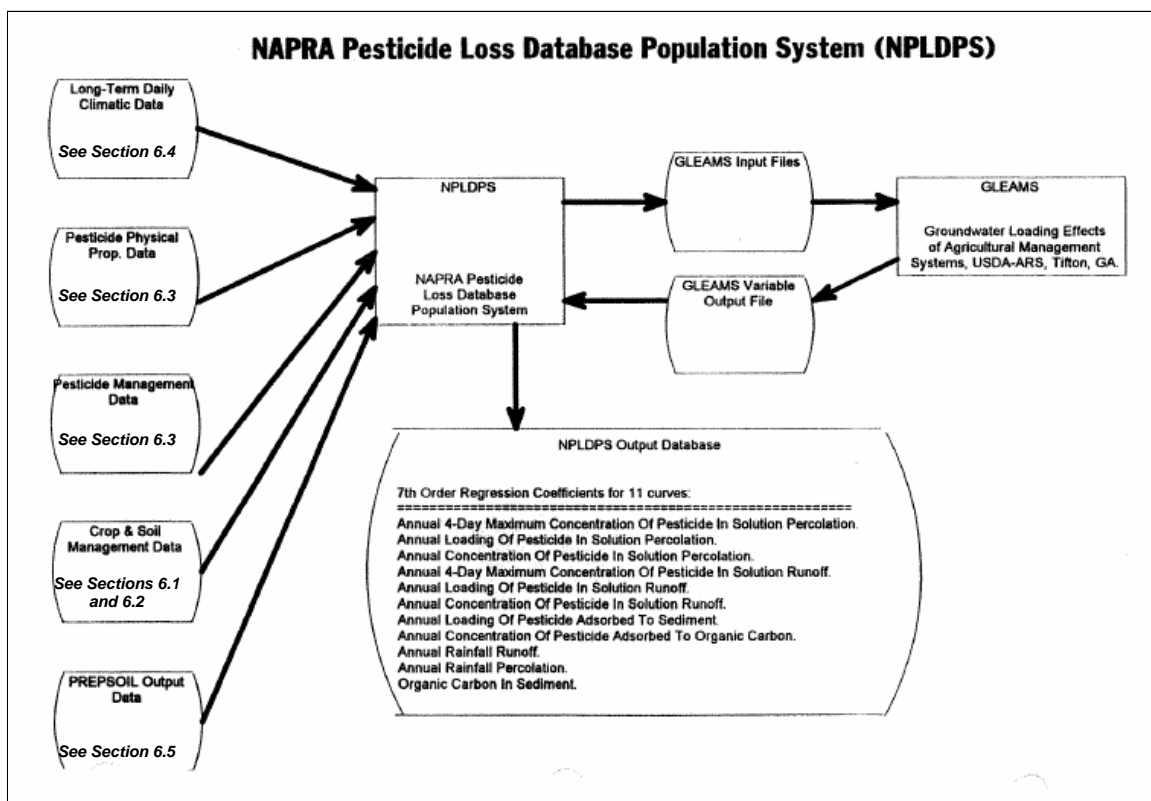 NAPRA Pesticide Loss Database Population System (NPLDPS)
Long-Term Daily
Climatic Data
See Section 6.4
Pesticide Physical
Prop. Data
See Section 6.3
Pesticide Management
Data
See Section 6.3
Crop & Soil
Management Data
See Sections 6.1
and 6.2
PREPSOIL Output
Data
See Section 6.5
NPLDPS
NAPRA Pesticide
Loss Database
Population System
GLEAMS Input Files
GLEAMS Variable
Output File
GLEAMS
Groundwater Loading Effects
of Agricultural Management
Systems, USDA-ARS, Tifton, GA.
NPLDPS Output Database
7th Order Regression Coefficients for 11 curves:
==========================================================
Annual 4-Day Maximum Concentration Of Pesticide In Solution Percolation.
Annual Loading Of Pesticide In Solution Percolation.
Annual Concentration Of Pesticide In Solution Percolation.
Annual 4-Day Maximum Concentration Of Pesticide In Solution Runoff.
Annual Loading Of Pesticide In Solution Runoff.
Annual Concentration Of Pesticide In Solution Runoff.
Annual Loading Of Pesticide Adsorbed To Sediment.
Annual Concentration Of Pesticide Adsorbed To Organic Carbon.
Annual Rainfall Runoff.
Annual Rainfall Percolation.
Organic Carbon In Sediment.